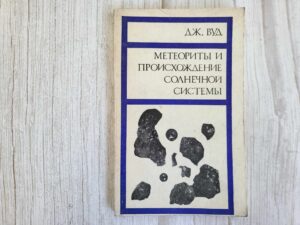 ДЖ. ВУД
МЕТЕОРИТЫ И
ПРОИСХОЖДЕНИЕ
СОЛНЕЧНОЙ
СИСТЕМЫ